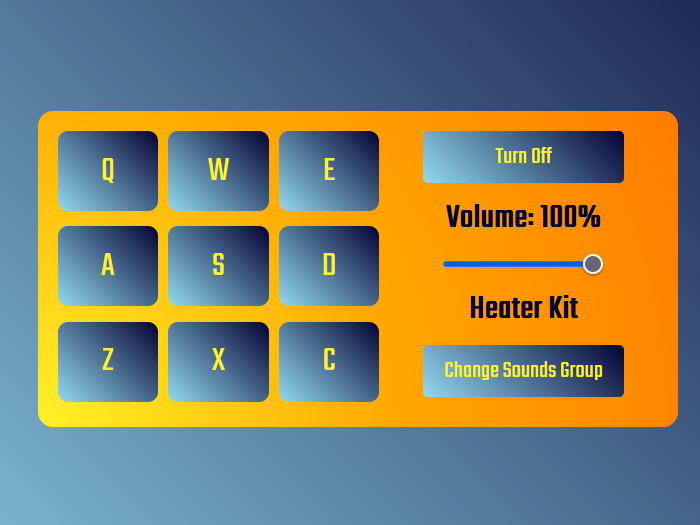 Q W E
A S D
Z X C
Turn Off
Volume: 100%
Heater Kit
Change Sounds Group